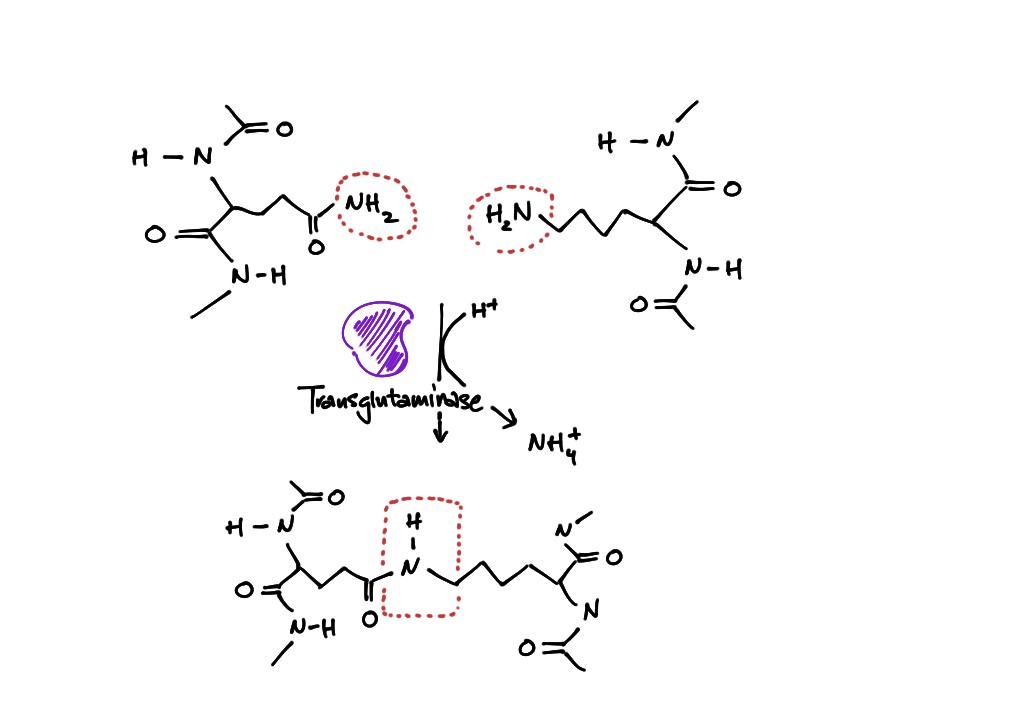 O
H – N
H – N
O
NH₂
H₂N
O
O
N–H
N–H
O
H⁺
Transglutaminase
NH₄⁺
O
H – N
H
N
N
O
O
O
N
N–H
O